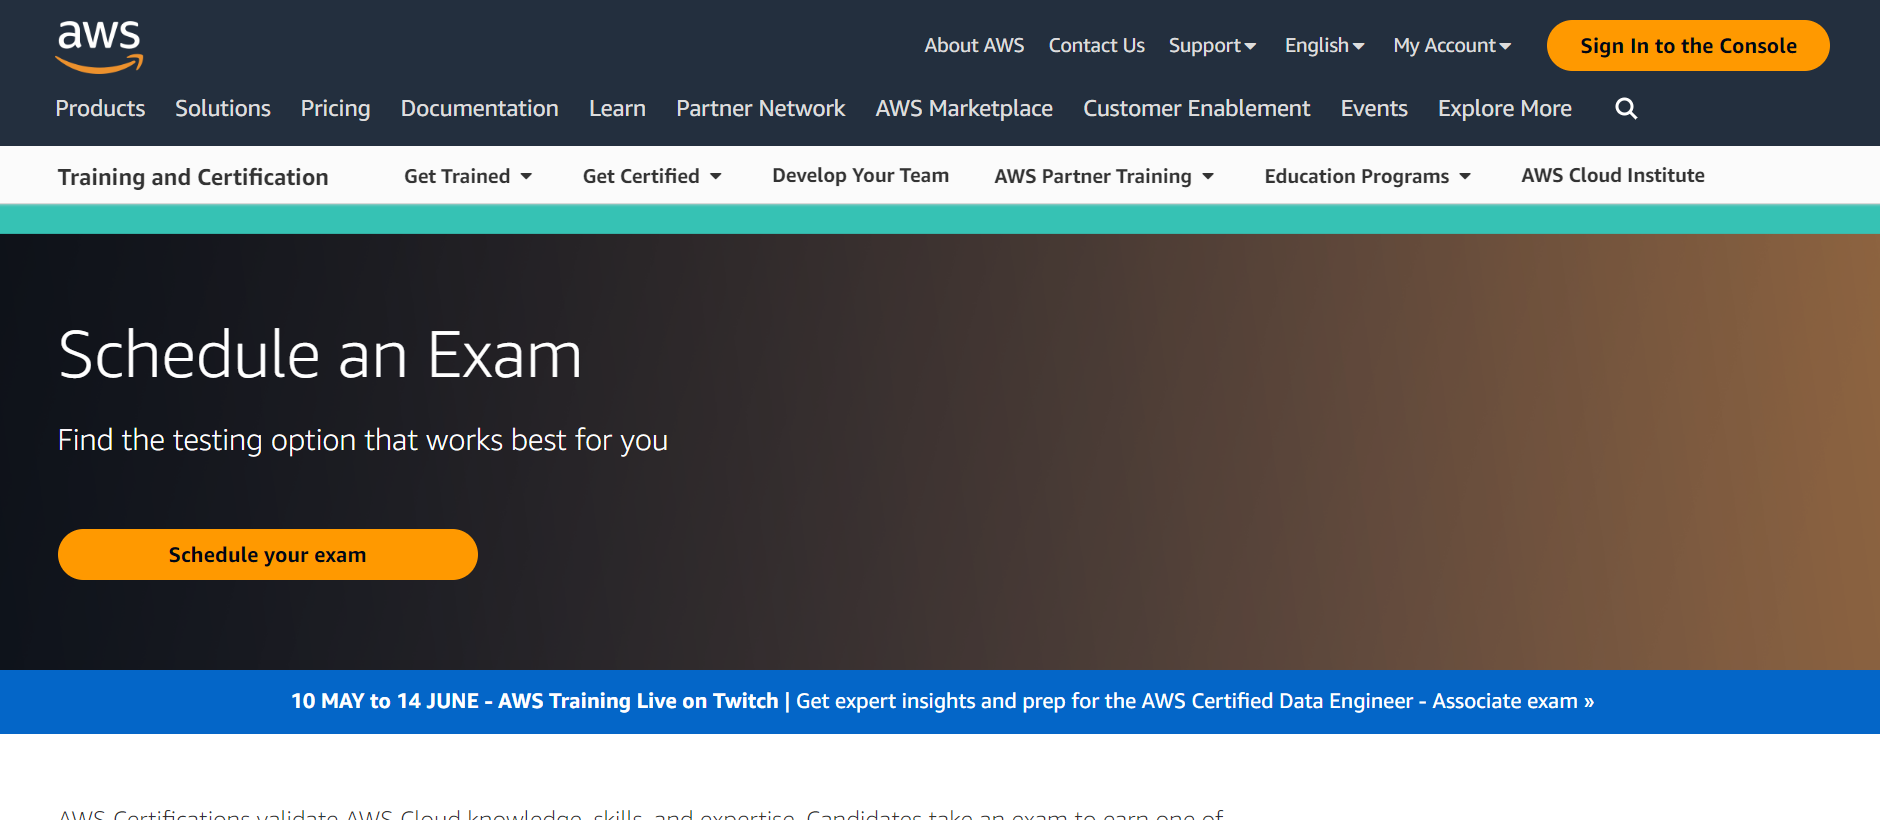 aws
About AWS Contact Us Support English My Account Sign In to the Console
Products Solutions Pricing Documentation Learn Partner Network AWS Marketplace Customer Enablement Events Explore More
Training and Certification Get Trained Get Certified Develop Your Team AWS Partner Training Education Programs AWS Cloud Institute
Schedule an Exam
Find the testing option that works best for you
Schedule your exam
10 MAY to 14 JUNE - AWS Training Live on Twitch | Get expert insights and prep for the AWS Certified Data Engineer - Associate exam »
AWS Certifications validate AWS Cloud knowledge, skills, and expertise. Candidates take an exam to earn one of